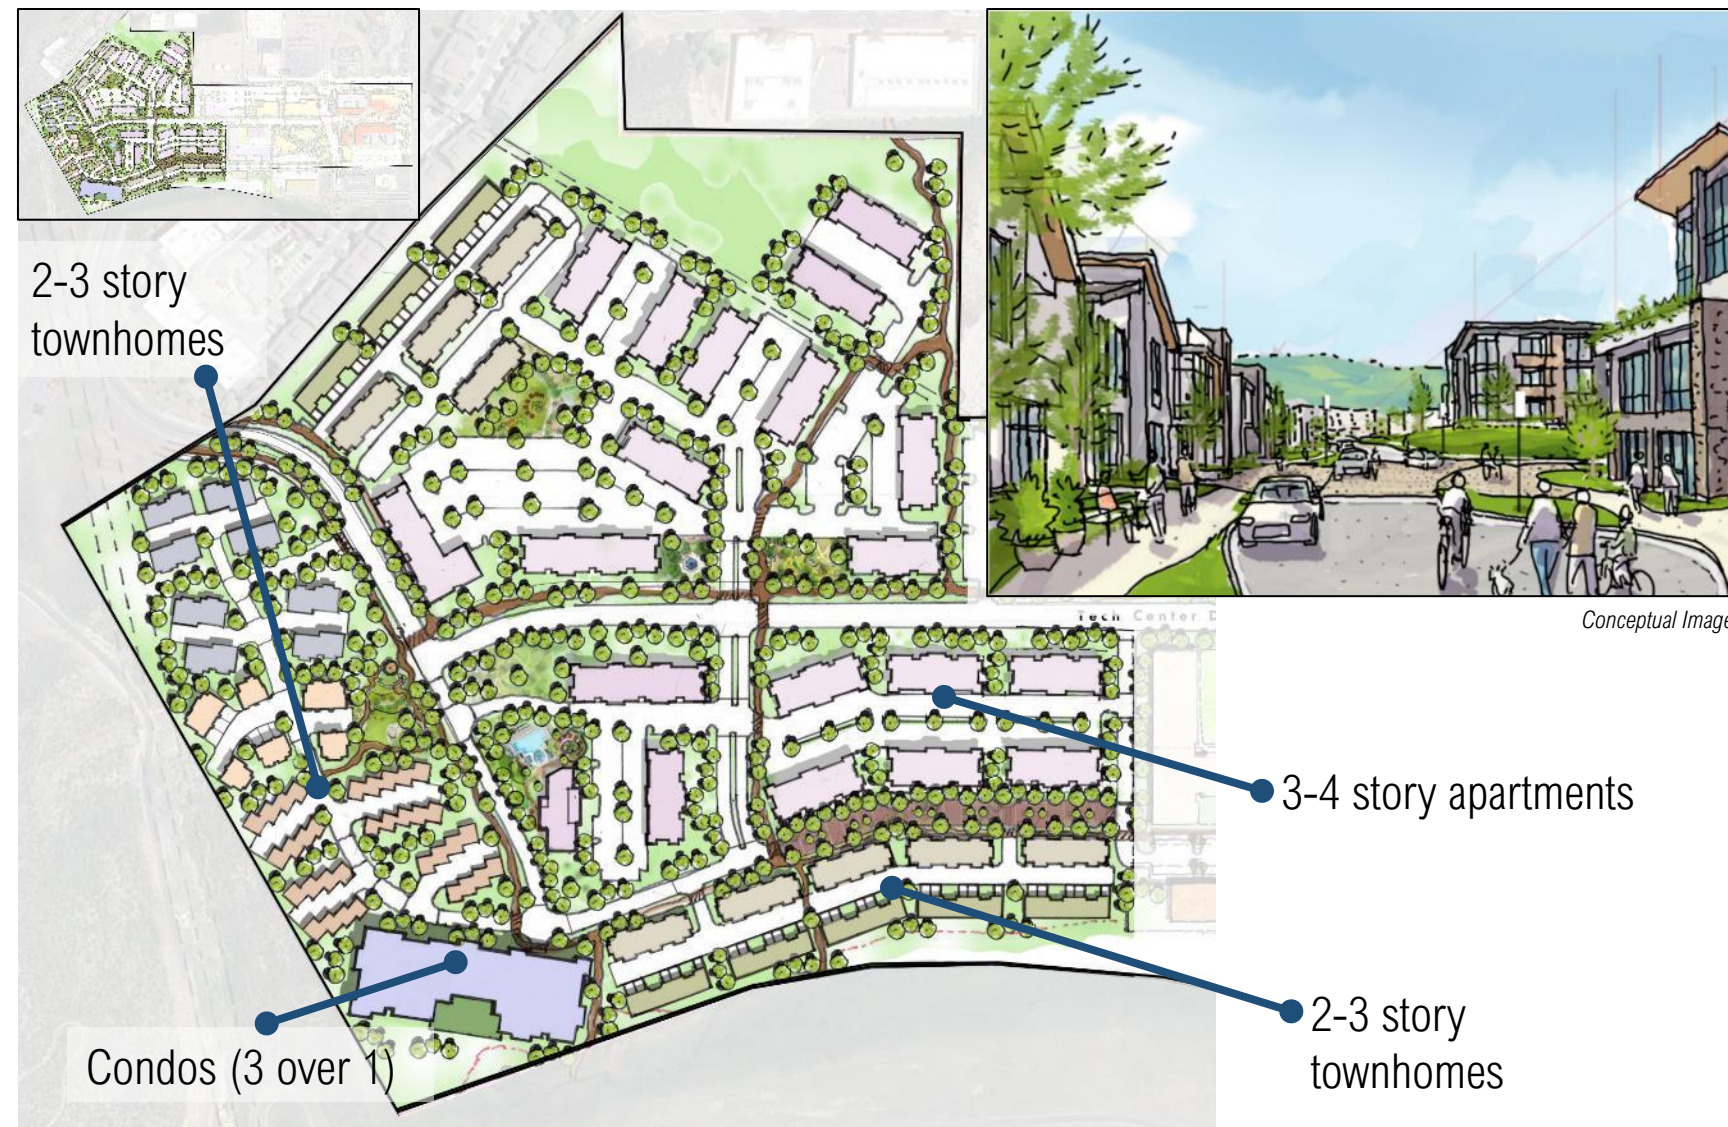 2-3 story
townhomes
Tech Center D
Conceptual Image
3-4 story apartments
2-3 story
townhomes
Condos (3 over 1)